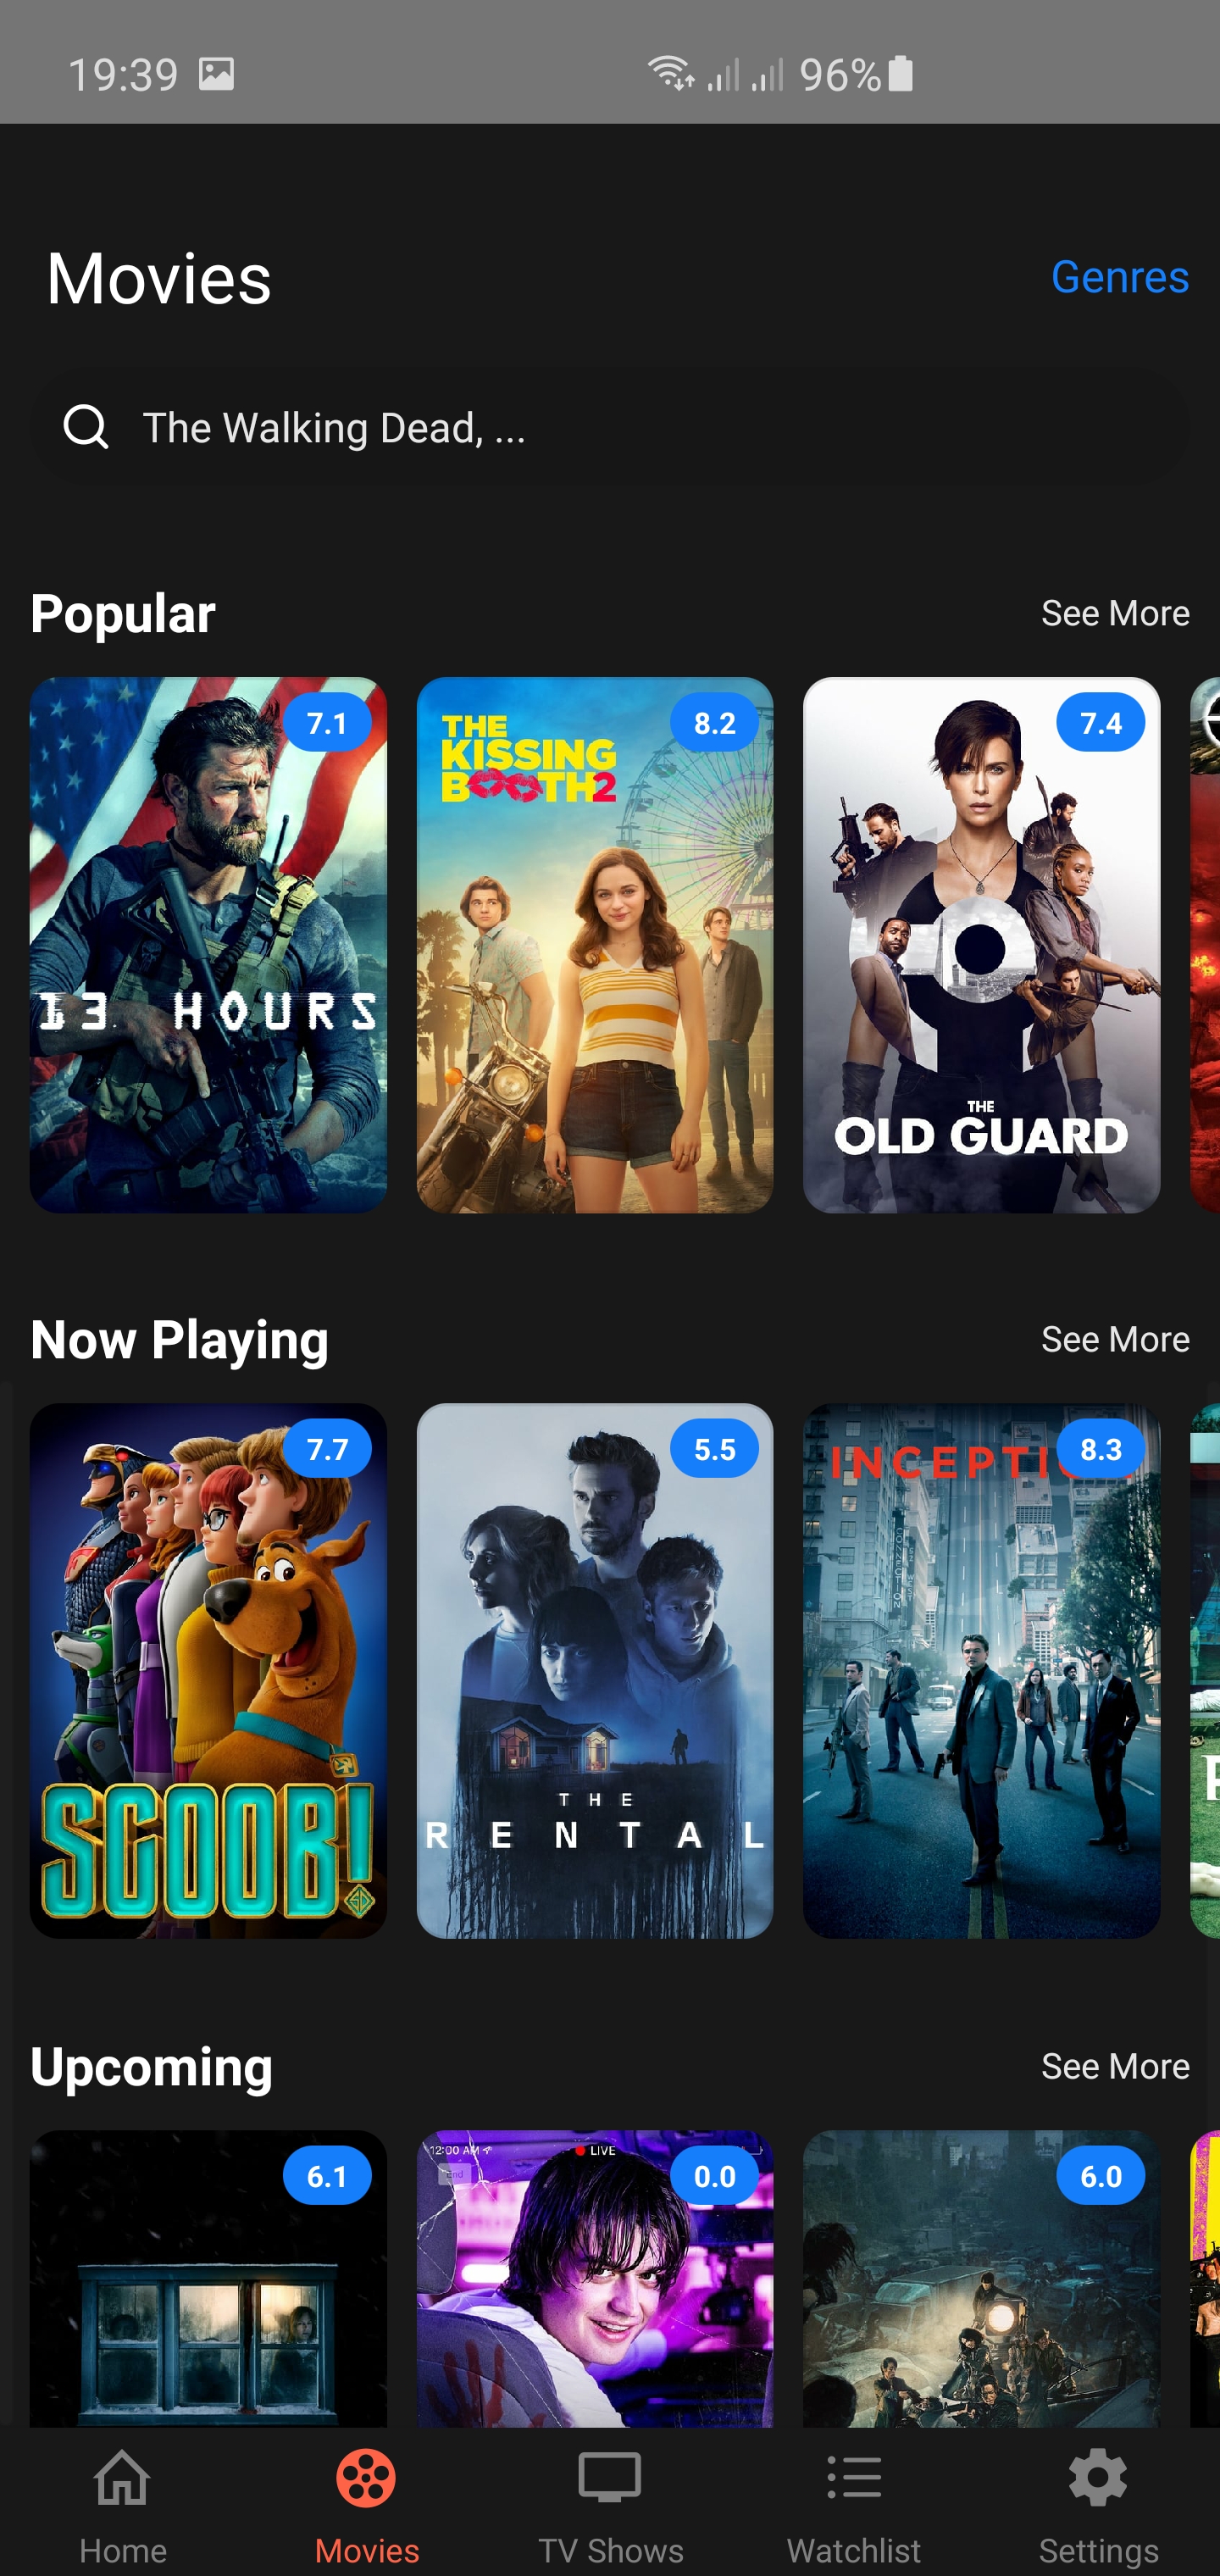 19:39
96%
Movies
Genres
The Walking Dead, ...
Popular
See More
7.1
13 HOURS
8.2
THE
KISSING
BOOTH2
7.4
THE
OLD GUARD
Now Playing
See More
7.7
SCOOB!
5.5
THE
RENTAL
8.3
INCEPTI
Upcoming
See More
6.1
12:00 AM
LIVE
End
0.0
6.0
Home
Movies
TV Shows
Watchlist
Settings